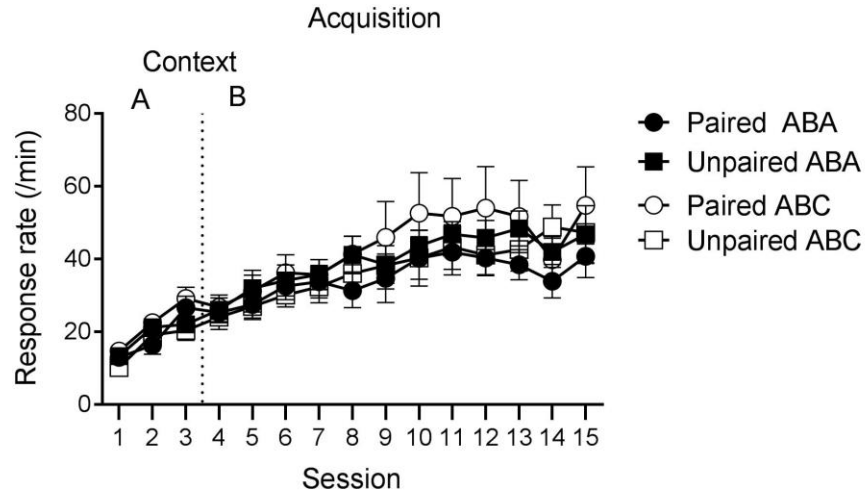 Acquisition
Context
A B
80
60
40
20
0
Response rate (/min)
1 2 3 4 5 6 7 8 9 10 11 12 13 14 15
Session
Paired ABA
Unpaired ABA
Paired ABC
Unpaired ABC